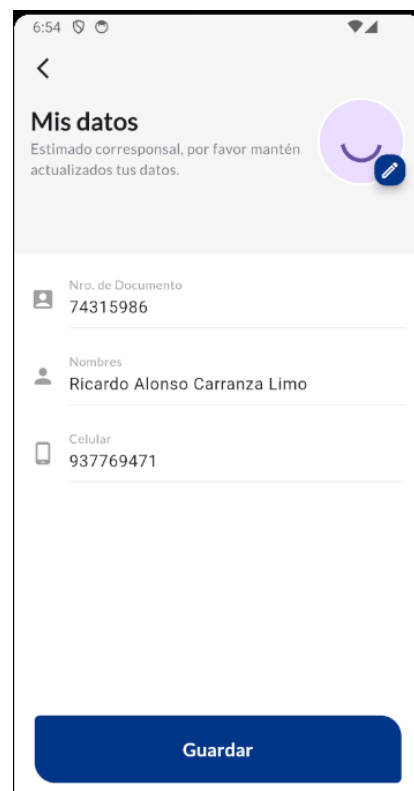 6:54
Mis datos
Estimado corresponsal, por favor mantén
actualizados tus datos.
Nro. de Documento
74315986
Nombres
Ricardo Alonso Carranza Limo
Celular
937769471
Guardar